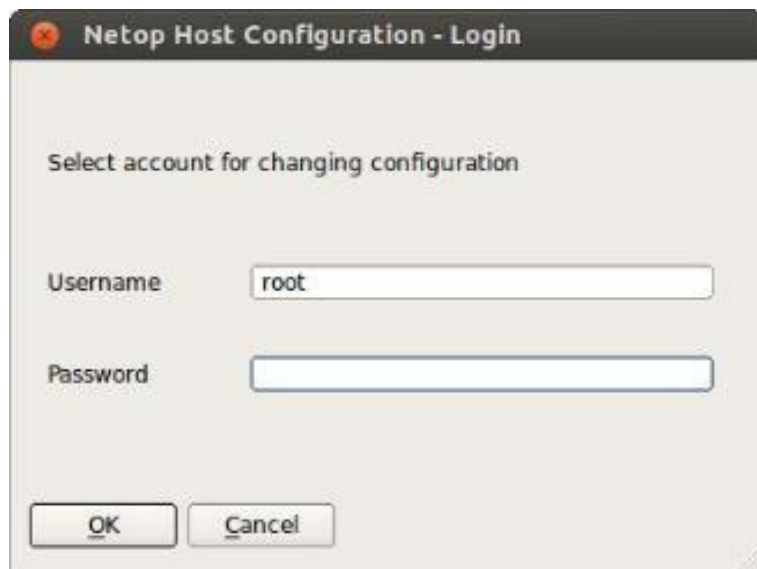 Netop Host Configuration - Login
Select account for changing configuration
Username root
Password
OK Cancel